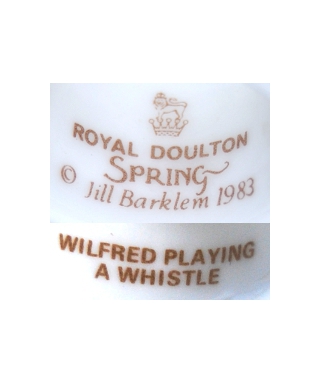 ROYAL DOULTON
SPRING
© Jill Barklem 1983
WILFRED PLAYING
A WHISTLE